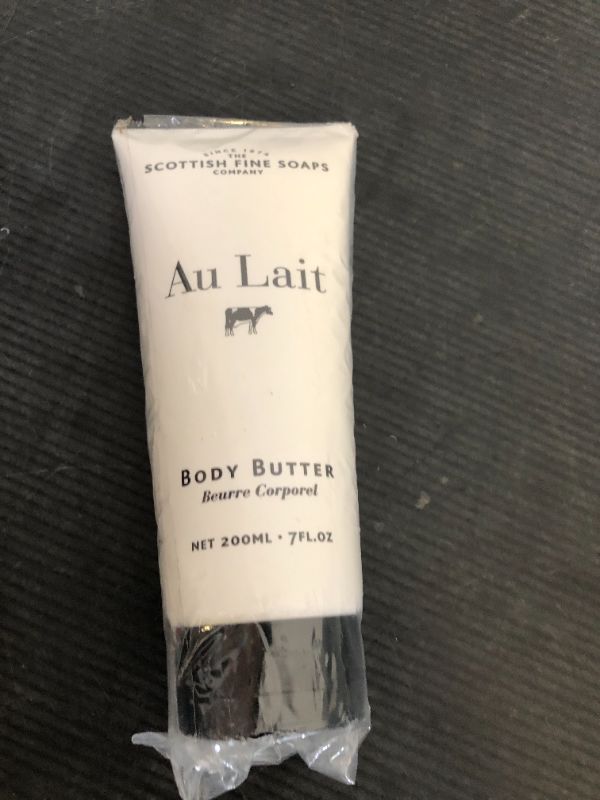 SINCE 1974
THE
SCOTTISH FINE SOAPS
COMPANY
Au Lait
BODY BUTTER
Beurre Corporel
NET 200ML • 7FL.OZ